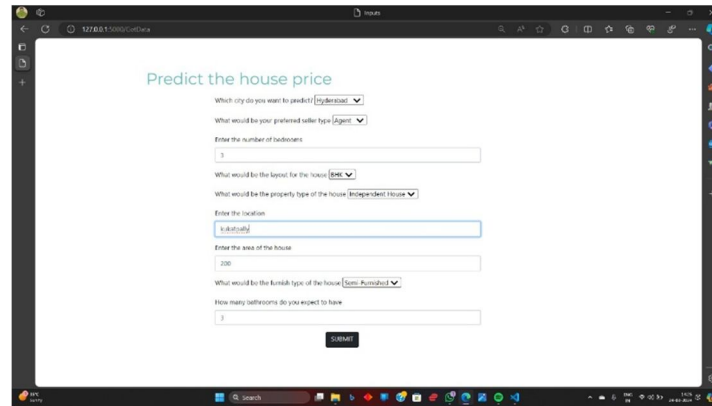 Inputs
127.0.0.1:5000/GetData
Predict the house price
Which city do you want to predict? Hyderabad
What would be your preferred seller type Agent
Enter the number of bedrooms
3
What would be the layout for the house BHK
What would be the property type of the house Independent House
Enter the location
kukatpally
Enter the area of the house
200
What would be the furnish type of the house Semi-Furnished
How many bathrooms do you expect to have
3
SUBMIT
Sunny
Search
ENG
IN